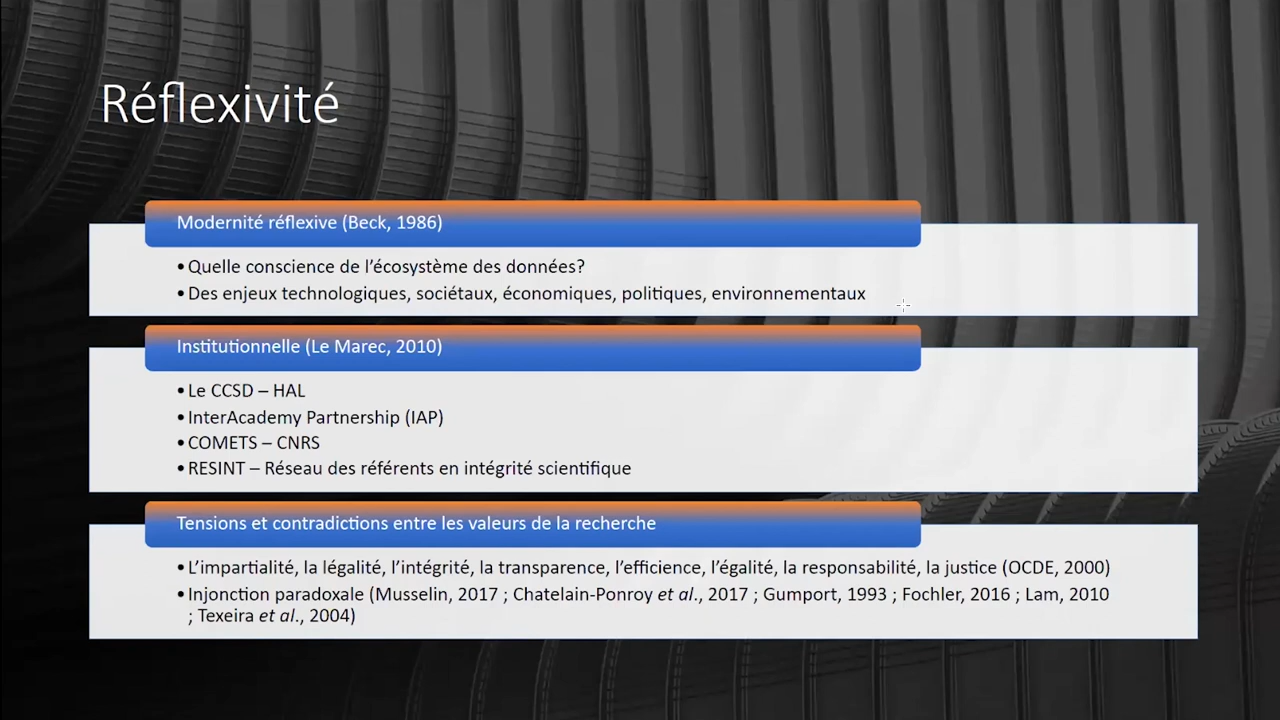 Réflexivité
Modernité réflexive (Beck, 1986)
•Quelle conscience de l’écosystème des données?
•Des enjeux technologiques, sociétaux, économiques, politiques, environnementaux
Institutionnelle (Le Marec, 2010)
•Le CCSD – HAL
•InterAcademy Partnership (IAP)
•COMETS – CNRS
•RESINT – Réseau des référents en intégrité scientifique
Tensions et contradictions entre les valeurs de la recherche
•L’impartialité, la légalité, l’intégrité, la transparence, l’efficience, l’égalité, la responsabilité, la justice (OCDE, 2000)
•Injonction paradoxale (Musselin, 2017 ; Chatelain-Ponroy et al., 2017 ; Gumport, 1993 ; Fochler, 2016 ; Lam, 2010
; Texeira et al., 2004)